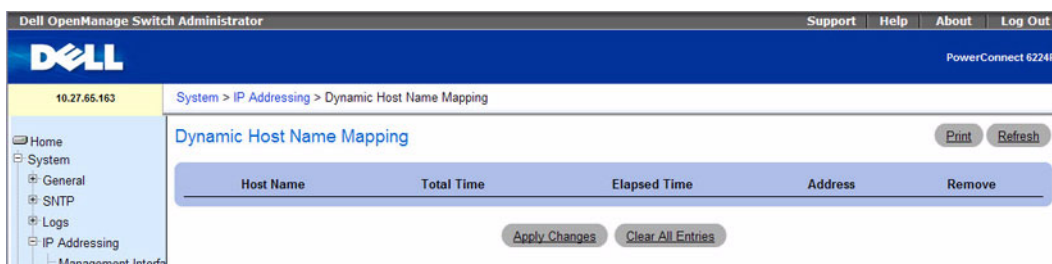 Dell OpenManage Switch Administrator Support Help About Log Out
DELL
PowerConnect 6224
10.27.65.163
System > IP Addressing > Dynamic Host Name Mapping
Home
System
General
SNTP
Logs
IP Addressing
Management Interfa
Dynamic Host Name Mapping
Print Refresh
Host Name Total Time Elapsed Time Address Remove
Apply Changes Clear All Entries